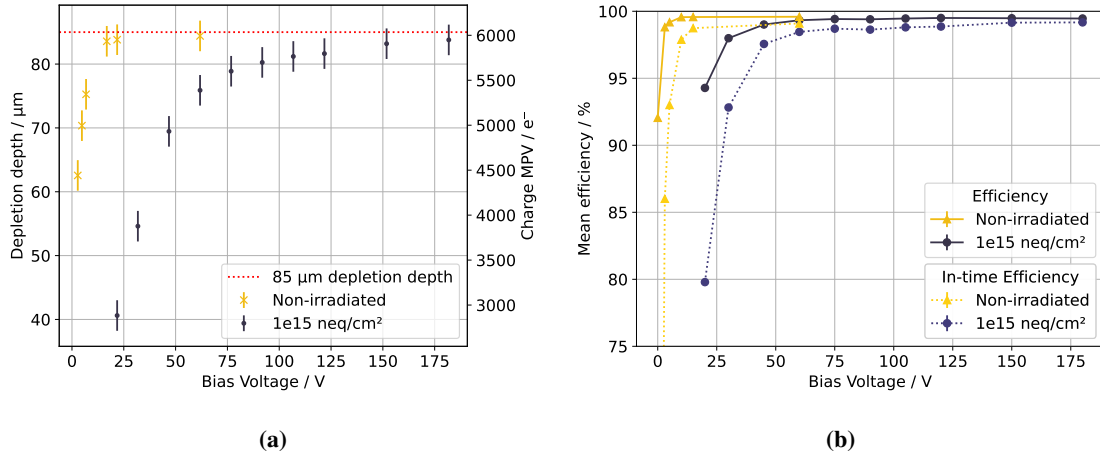 Depletion depth / μm
40
50
60
70
80
0
25
50
75
100
125
150
175
Bias Voltage / V
3000
3500
4000
4500
5000
5500
6000
Charge MPV / e⁻
85 μm depletion depth
Non-irradiated
1e15 neq/cm²
(a)
Mean efficiency / %
75
80
85
90
95
100
0
25
50
75
100
125
150
175
Bias Voltage / V
Efficiency
Non-irradiated
1e15 neq/cm²
In-time Efficiency
Non-irradiated
1e15 neq/cm²
(b)